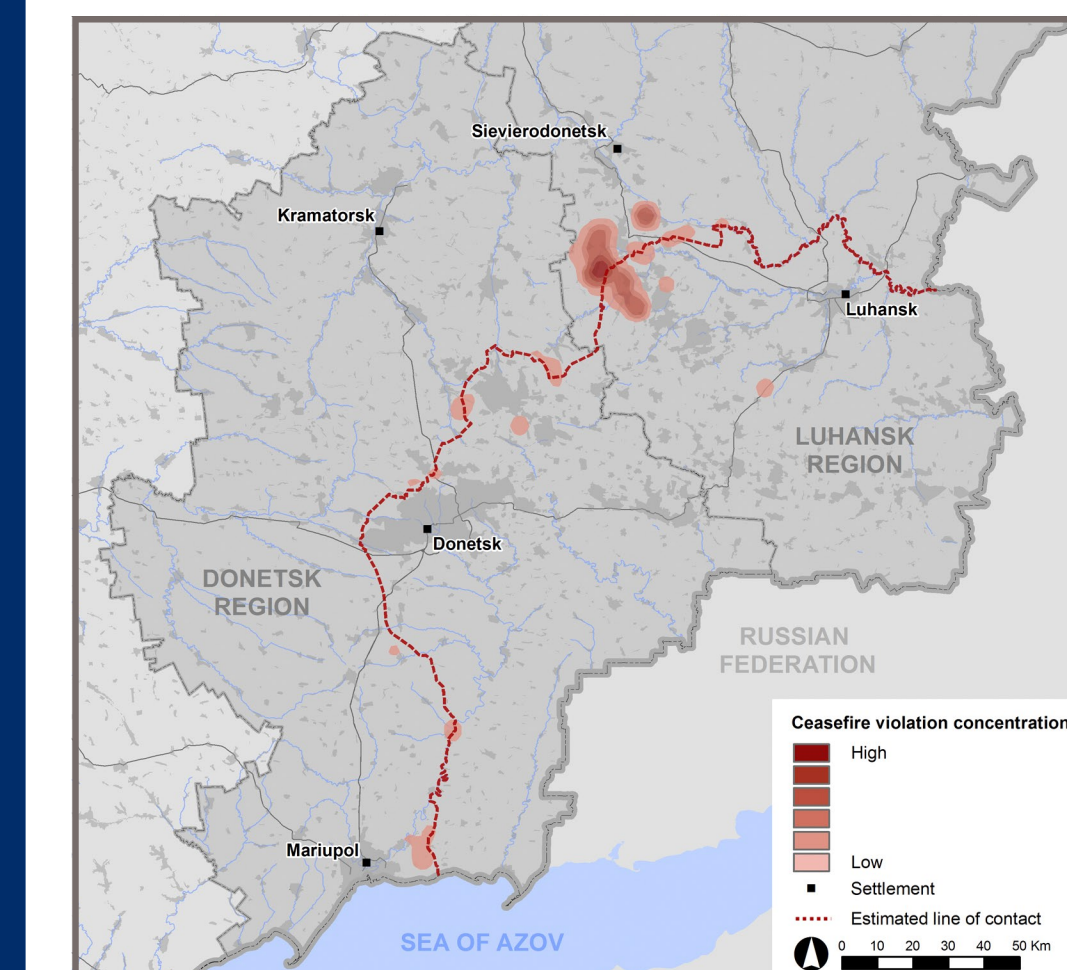 Sievierodonetsk
Kramatorsk
Luhansk
LUHANSK
REGION
Donetsk
DONETSK
REGION
RUSSIAN
FEDERATION
Ceasefire violation concentration
High
Low
Settlement
Estimated line of contact
0 10 20 30 40 50 Km
Mariupol
SEA OF AZOV